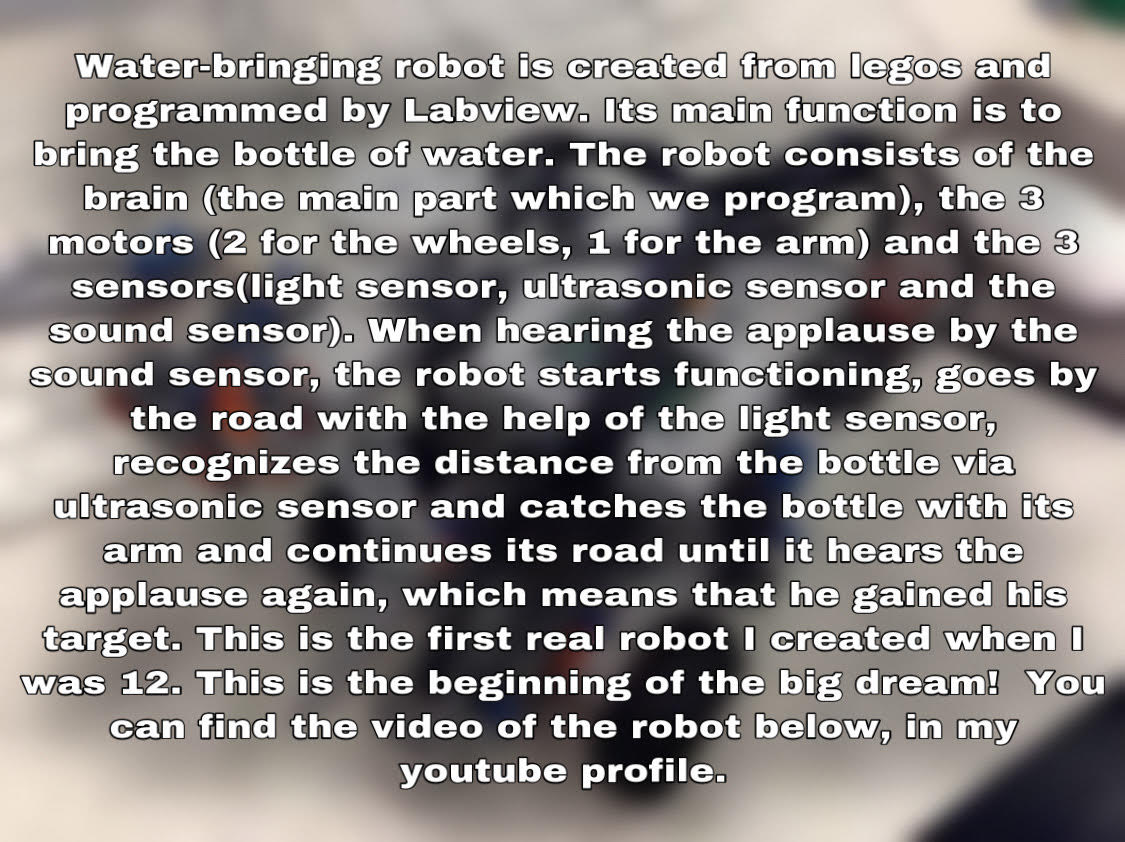 Water-bringing robot is created from legos and
programmed by Labview. Its main function is to
bring the bottle of water. The robot consists of the
brain (the main part which we program), the 3
motors (2 for the wheels, 1 for the arm) and the 3
sensors(light sensor, ultrasonic sensor and the
sound sensor). When hearing the applause by the
sound sensor, the robot starts functioning, goes by
the road with the help of the light sensor,
recognizes the distance from the bottle via
ultrasonic sensor and catches the bottle with its
arm and continues its road until it hears the
applause again, which means that he gained his
target. This is the first real robot I created when I
was 12. This is the beginning of the big dream!  You
can find the video of the robot below, in my
youtube profile.